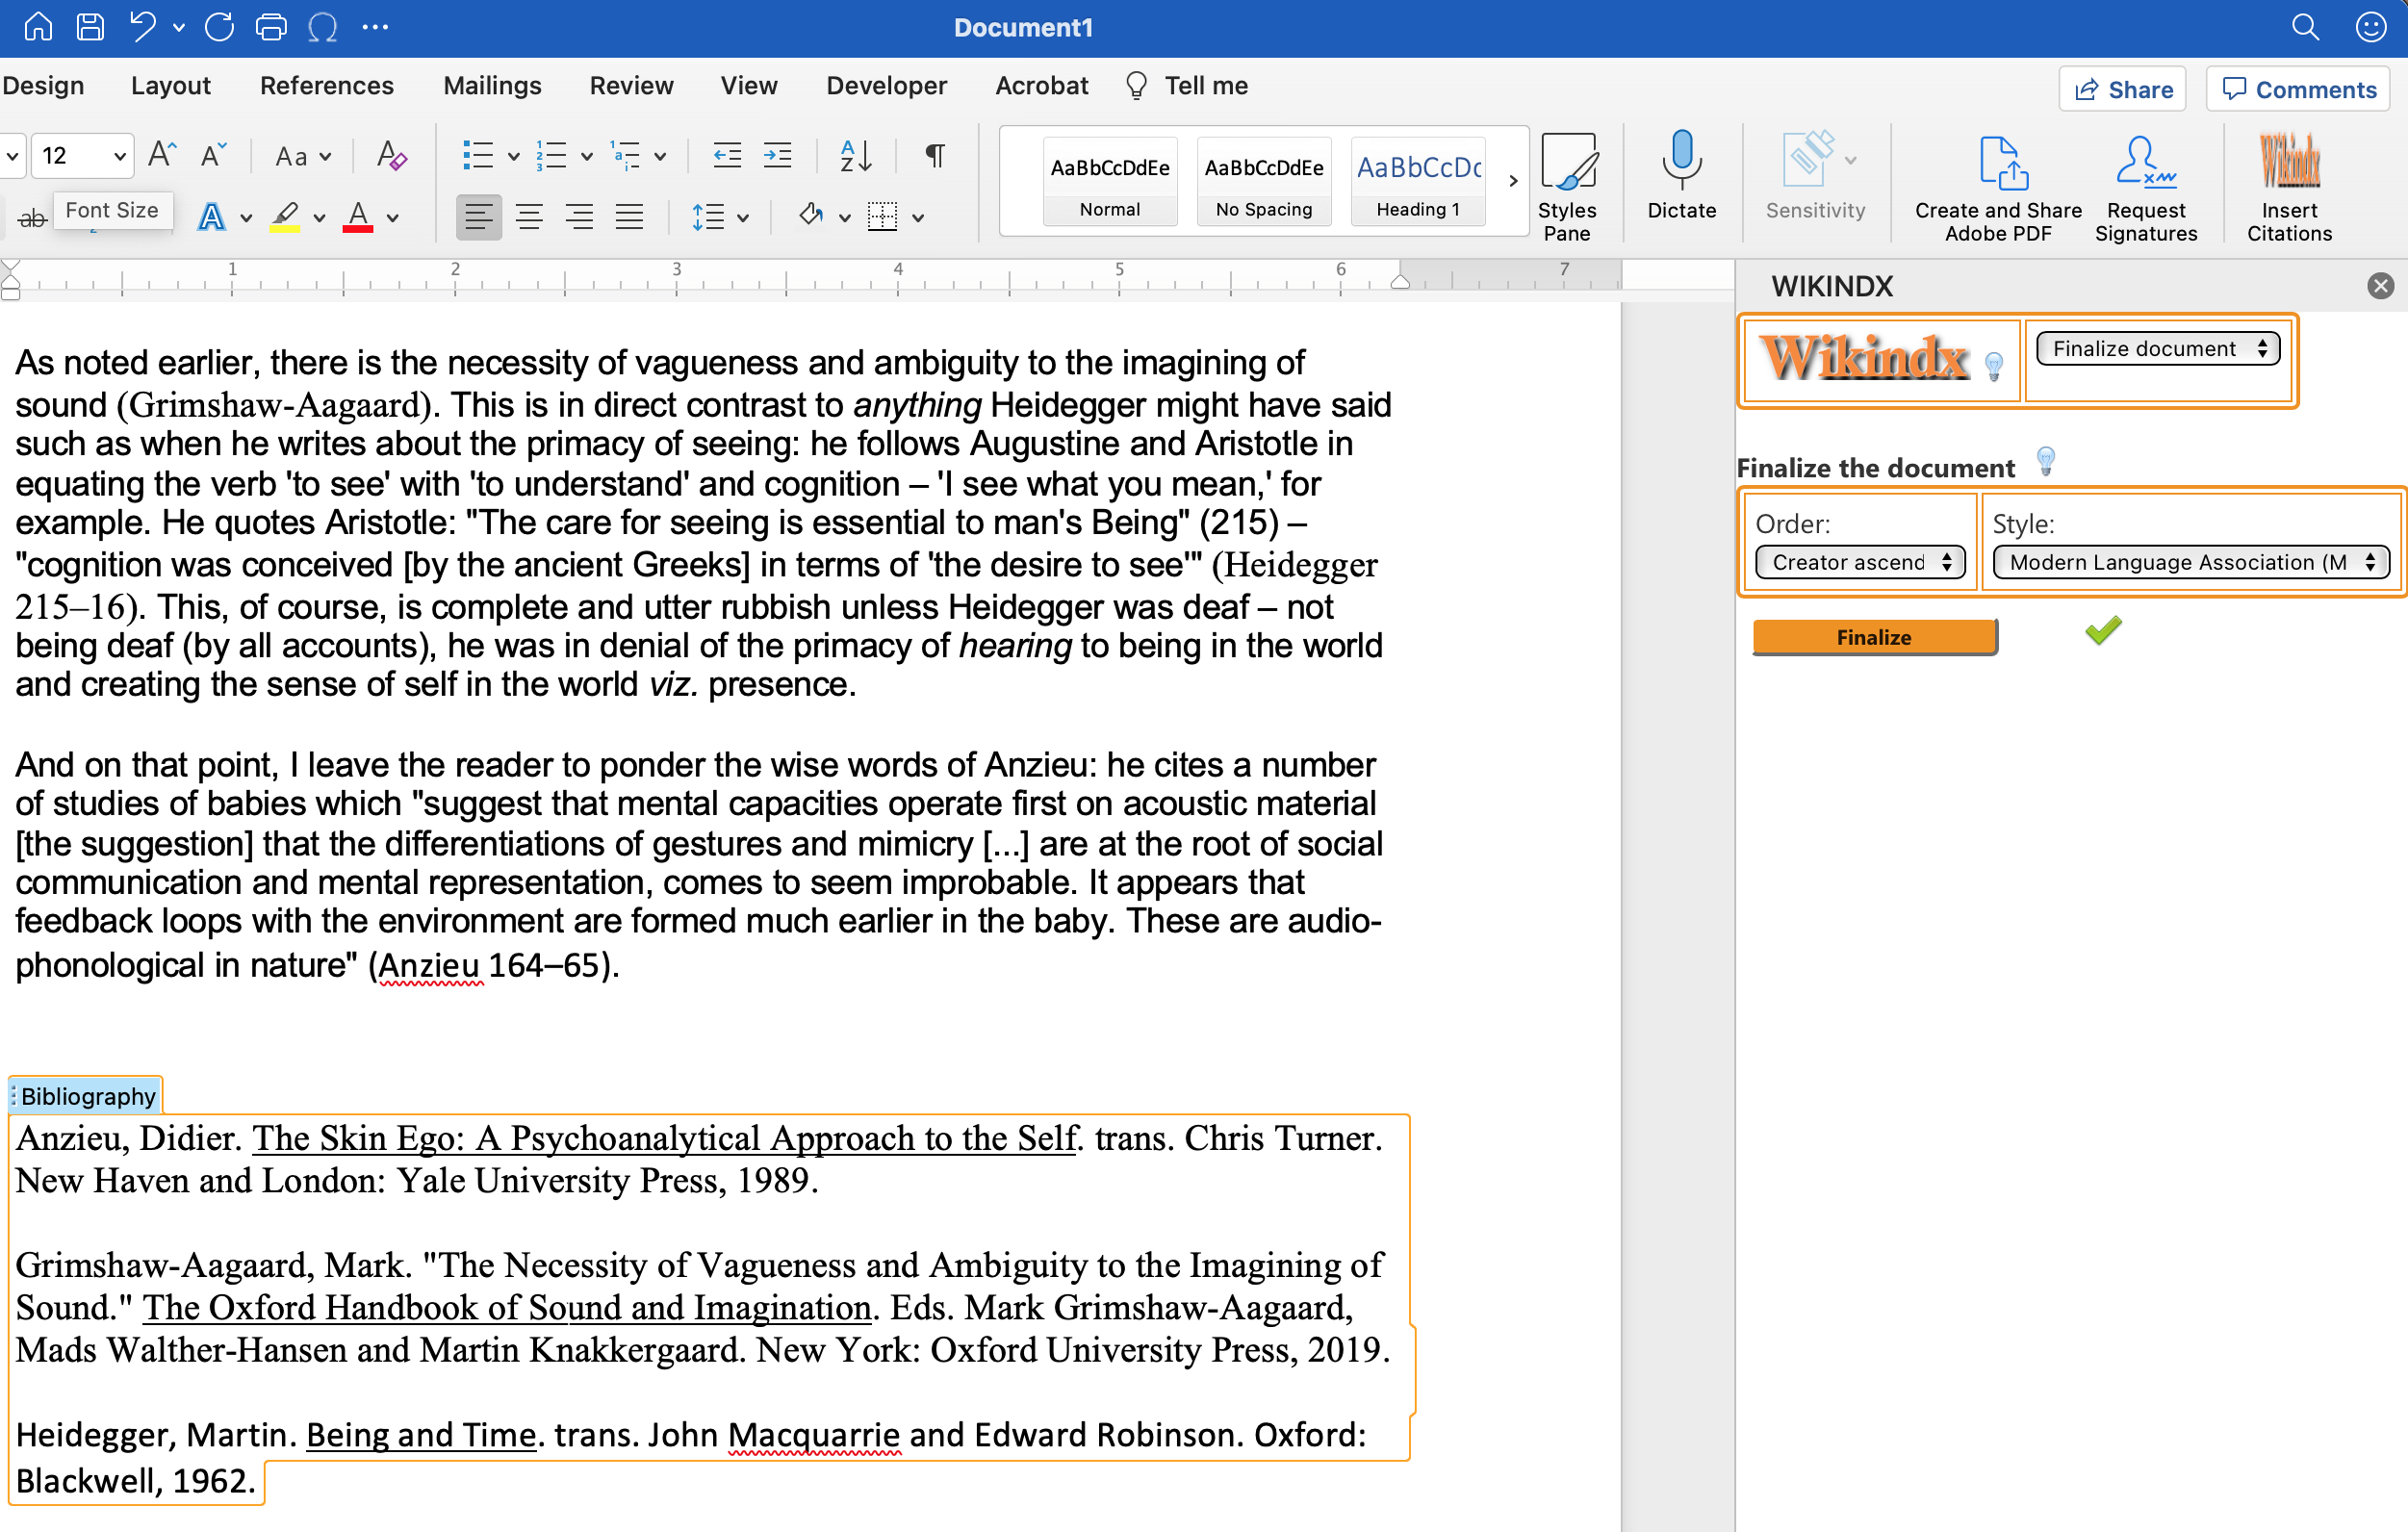 Document1
Design Layout References Mailings Review View Developer Acrobat Tell me Share Comments
12 Aa AaBbCcDdEe AaBbCcDdEe AaBbCcDc
Normal No Spacing Heading 1
Styles Pane
Dictate
Sensitivity
Create and Share Adobe PDF
Request Signatures
Wikindx
Insert Citations
ab Font Size A A
1 2 3 4 5 6 7
WIKINDX
Wikindx Finalize document
Finalize the document
Order: Style:
Creator ascend Modern Language Association (M
Finalize
As noted earlier, there is the necessity of vagueness and ambiguity to the imagining of
sound (Grimshaw-Aagaard). This is in direct contrast to anything Heidegger might have said
such as when he writes about the primacy of seeing: he follows Augustine and Aristotle in
equating the verb 'to see' with 'to understand' and cognition – 'I see what you mean,' for
example. He quotes Aristotle: "The care for seeing is essential to man's Being" (215) –
"cognition was conceived [by the ancient Greeks] in terms of 'the desire to see'" (Heidegger
215–16). This, of course, is complete and utter rubbish unless Heidegger was deaf – not
being deaf (by all accounts), he was in denial of the primacy of hearing to being in the world
and creating the sense of self in the world viz. presence.
And on that point, I leave the reader to ponder the wise words of Anzieu: he cites a number
of studies of babies which "suggest that mental capacities operate first on acoustic material
[the suggestion] that the differentiations of gestures and mimicry [...] are at the root of social
communication and mental representation, comes to seem improbable. It appears that
feedback loops with the environment are formed much earlier in the baby. These are audio-
phonological in nature" (Anzieu 164–65).
Bibliography
Anzieu, Didier. The Skin Ego: A Psychoanalytical Approach to the Self. trans. Chris Turner.
New Haven and London: Yale University Press, 1989.
Grimshaw-Aagaard, Mark. "The Necessity of Vagueness and Ambiguity to the Imagining of
Sound." The Oxford Handbook of Sound and Imagination. Eds. Mark Grimshaw-Aagaard,
Mads Walther-Hansen and Martin Knakkergaard. New York: Oxford University Press, 2019.
Heidegger, Martin. Being and Time. trans. John Macquarrie and Edward Robinson. Oxford:
Blackwell, 1962.